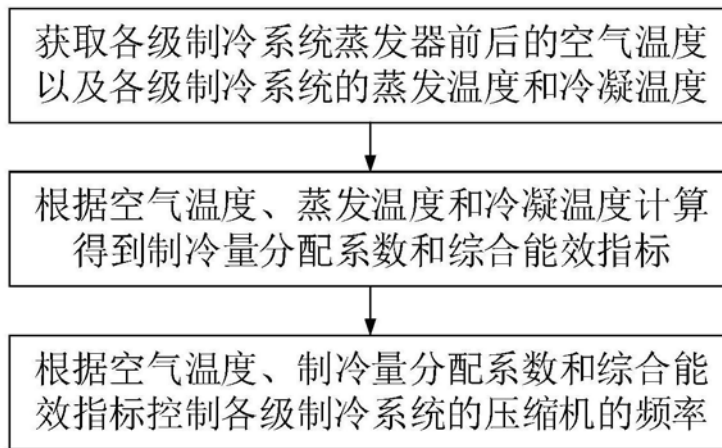 获取各级制冷系统蒸发器前后的空气温度
以及各级制冷系统的蒸发温度和冷凝温度
根据空气温度、蒸发温度和冷凝温度计算
得到制冷量分配系数和综合能效指标
根据空气温度、制冷量分配系数和综合能
效指标控制各级制冷系统的压缩机的频率